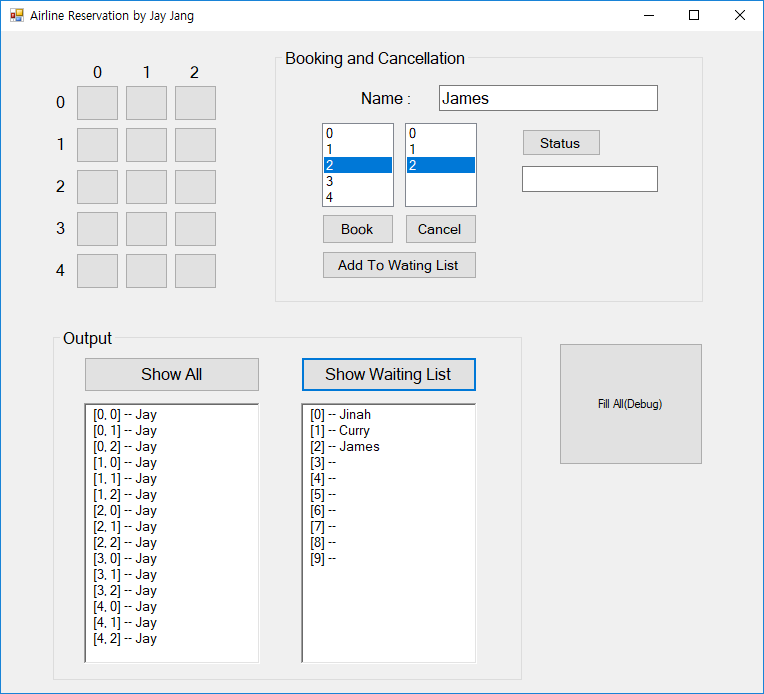 Airline Reservation by Jay Jang
0 1 2
0
1
2
3
4
Booking and Cancellation
Name : James
0
1
2
3
4
0
1
2
Status
Book Cancel
Add To Wating List
Output
Show All
[0, 0] -- Jay
[0, 1] -- Jay
[0, 2] -- Jay
[1, 0] -- Jay
[1, 1] -- Jay
[1, 2] -- Jay
[2, 0] -- Jay
[2, 1] -- Jay
[2, 2] -- Jay
[3, 0] -- Jay
[3, 1] -- Jay
[3, 2] -- Jay
[4, 0] -- Jay
[4, 1] -- Jay
[4, 2] -- Jay
Show Waiting List
[0] -- Jinah
[1] -- Curry
[2] -- James
[3] --
[4] --
[5] --
[6] --
[7] --
[8] --
[9] --
Fill All(Debug)